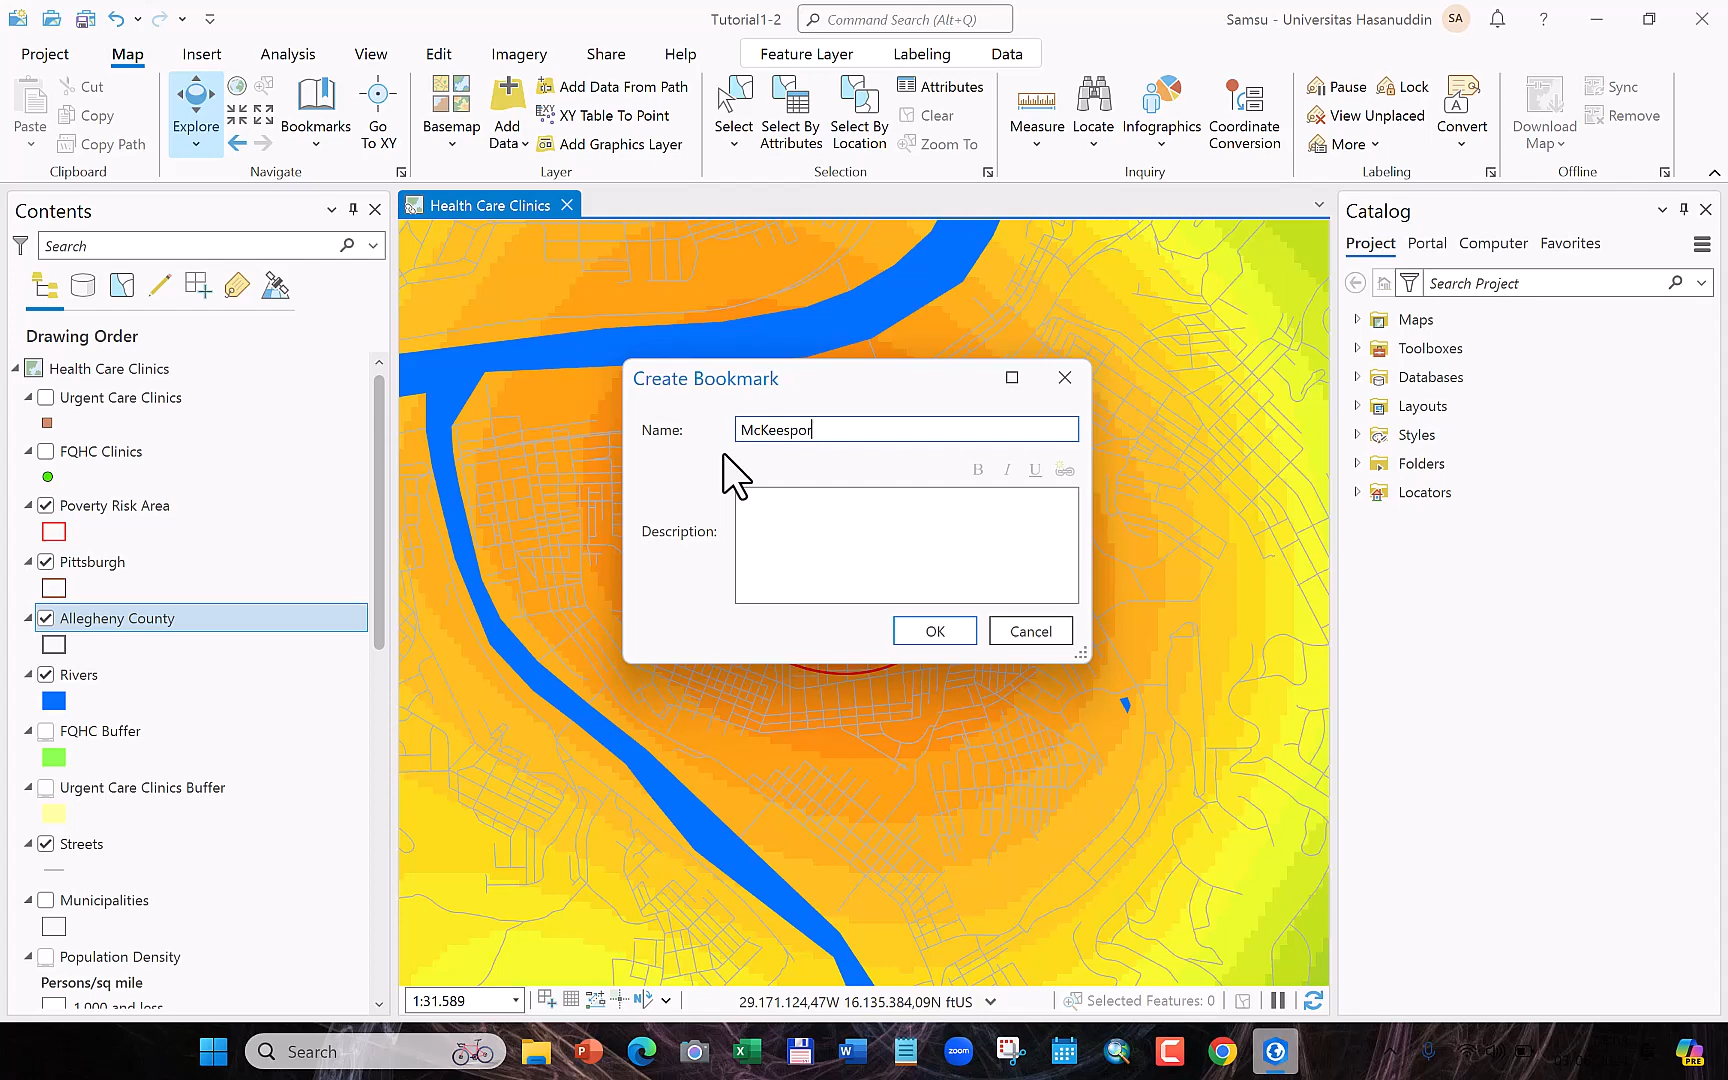 Tutorial1-2
Command Search (Alt+Q)
Samsu - Universitas Hasanuddin
SA
?
Project
Map
Insert
Analysis
View
Edit
Imagery
Share
Help
Feature Layer
Labeling
Data
Paste
Cut
Copy
Copy Path
Clipboard
Explore
Bookmarks
Go
To XY
Navigate
Basemap
Add
Data
Add Data From Path
XY Table To Point
Add Graphics Layer
Layer
Select
Select By
Attributes
Select By
Location
Attributes
Clear
Zoom To
Selection
Measure
Locate
Infographics
Coordinate
Conversion
Inquiry
Pause
Lock
View Unplaced
More
Convert
Labeling
Download
Map
Sync
Remove
Offline
Contents
Search
Drawing Order
Health Care Clinics
Urgent Care Clinics
FQHC Clinics
Poverty Risk Area
Pittsburgh
Allegheny County
Rivers
FQHC Buffer
Urgent Care Clinics Buffer
Streets
Municipalities
Population Density
Persons/sq mile
1,000 and less
Health Care Clinics
Create Bookmark
Name:
McKeespor
B I U
Description:
OK
Cancel
1:31.589
29.171.124,47W 16.135.384,09N ftUS
Selected Features: 0
Catalog
Project
Portal
Computer
Favorites
Search Project
Maps
Toolboxes
Databases
Layouts
Styles
Folders
Locators
Search
zoom
PRE